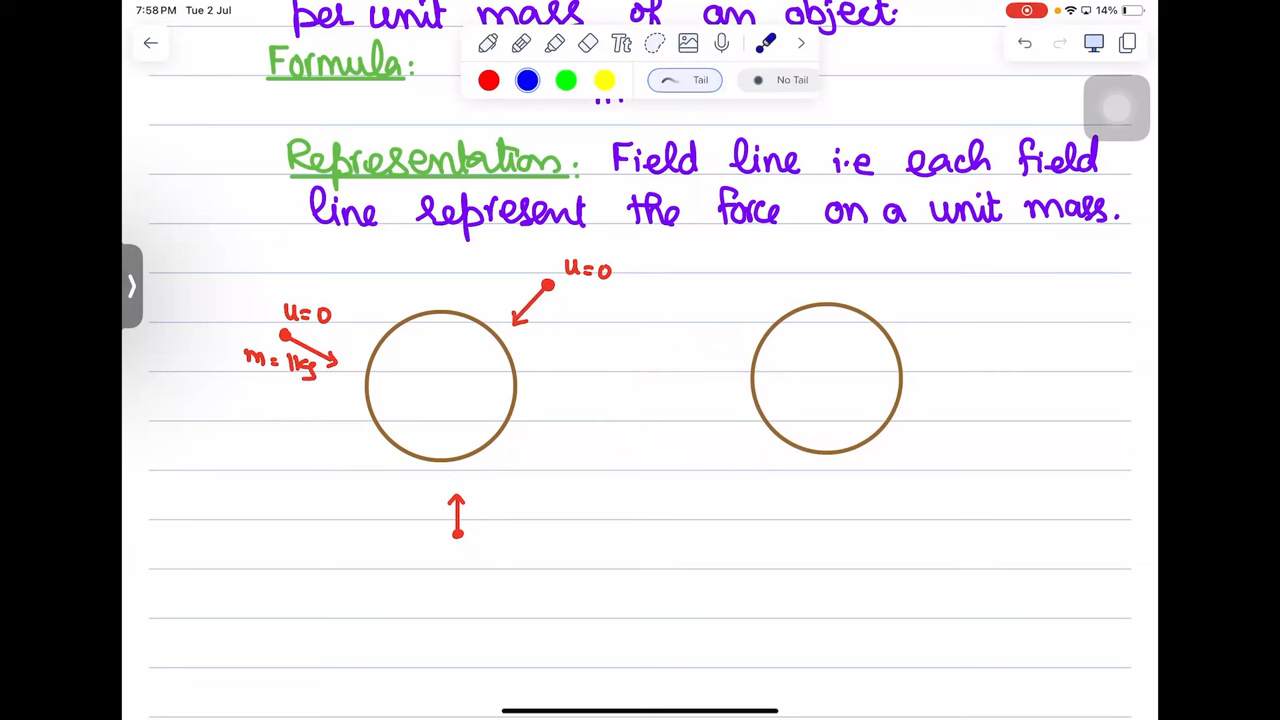 7:58 PM Tue 2 Jul
14%
per unit mass of an object.
Tt
Formula:
Tail
No Tail
Representation: Field line i.e each field
line represent the force on a unit mass.
u=0
u=0
m=1kg